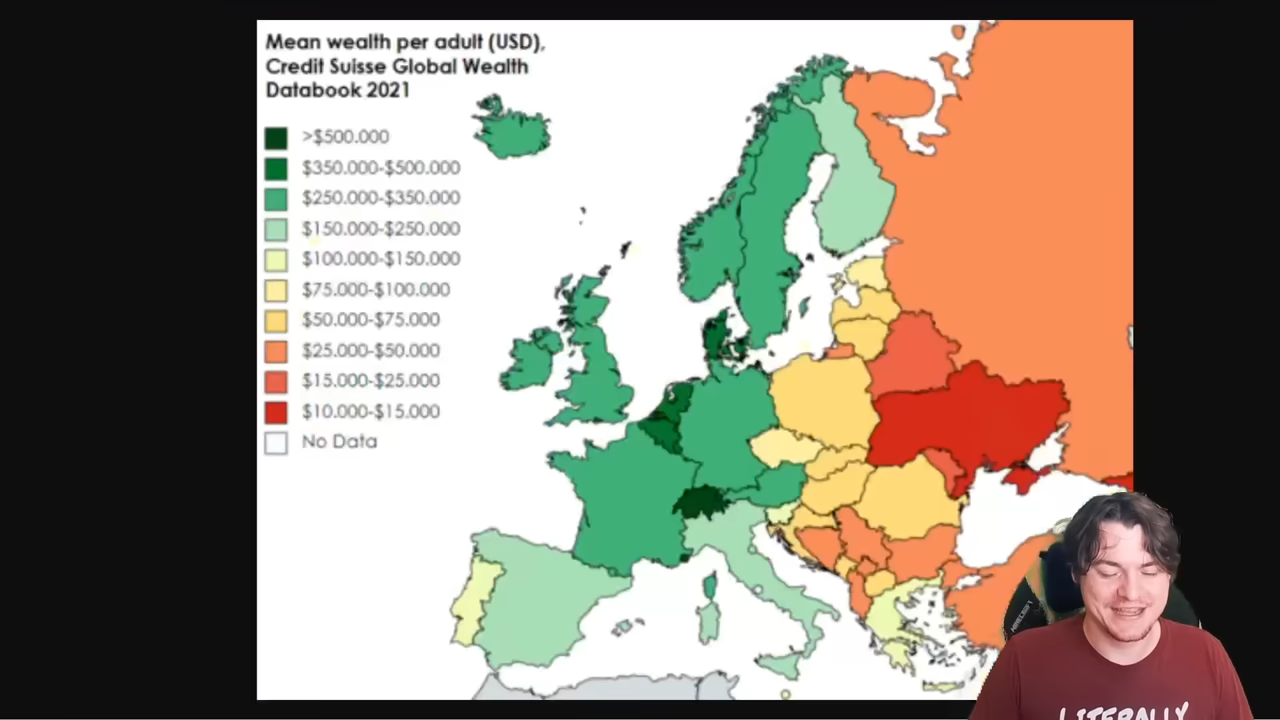 Mean wealth per adult (USD),
Credit Suisse Global Wealth
Databook 2021
>$500.000
$350.000-$500.000
$250.000-$350.000
$150.000-$250.000
$100.000-$150.000
$75.000-$100.000
$50.000-$75.000
$25.000-$50.000
$15.000-$25.000
$10.000-$15.000
No Data
LITERALLY